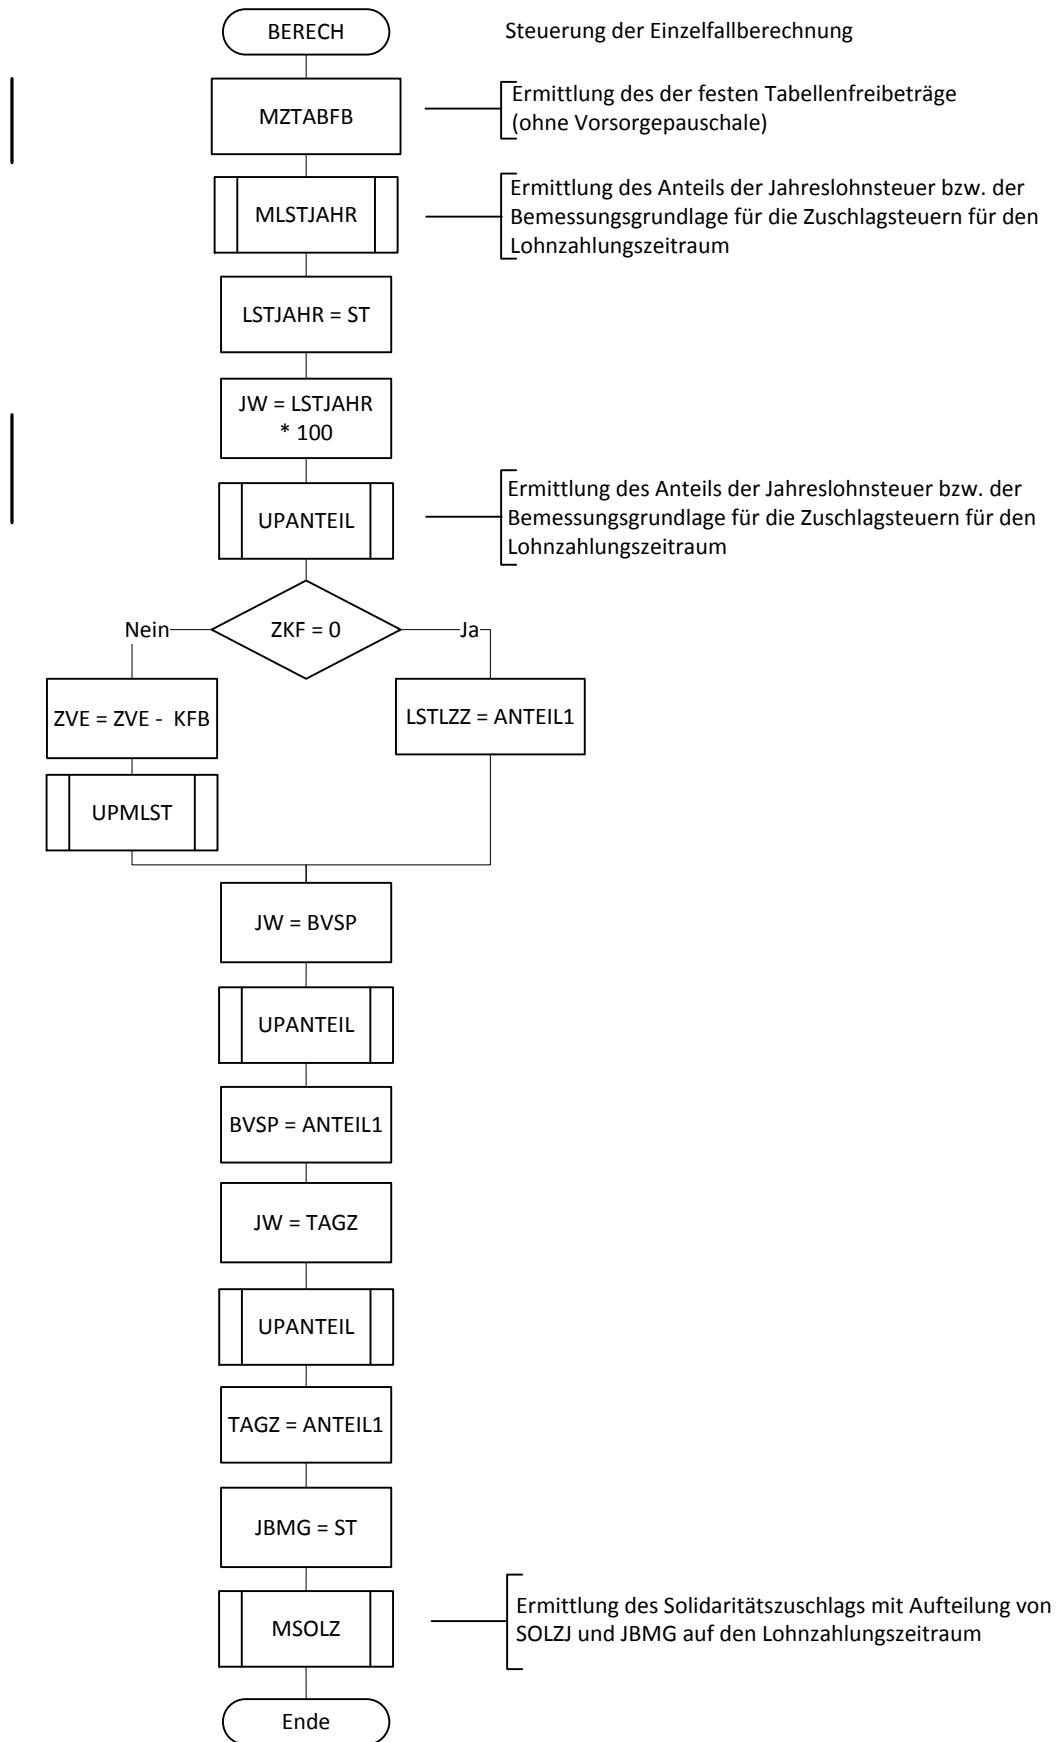 BERECH
Steuerung der Einzelfallberechnung
MZTABFB
Ermittlung des der festen Tabellenfreibeträge
(ohne Vorsorgepauschale)
MLSTJAHR
Ermittlung des Anteils der Jahreslohnsteuer bzw. der
Bemessungsgrundlage für die Zuschlagsteuern für den
Lohnzahlungszeitraum
LSTJAHR = ST
JW = LSTJAHR
* 100
UPANTEIL
Ermittlung des Anteils der Jahreslohnsteuer bzw. der
Bemessungsgrundlage für die Zuschlagsteuern für den
Lohnzahlungszeitraum
ZKF = 0
Nein
Ja
ZVE = ZVE - KFB
LSTLZZ = ANTEIL1
UPMLST
JW = BVSP
UPANTEIL
BVSP = ANTEIL1
JW = TAGZ
UPANTEIL
TAGZ = ANTEIL1
JBMG = ST
MSOLZ
Ermittlung des Solidaritätszuschlags mit Aufteilung von
SOLZJ und JBMG auf den Lohnzahlungszeitraum
Ende